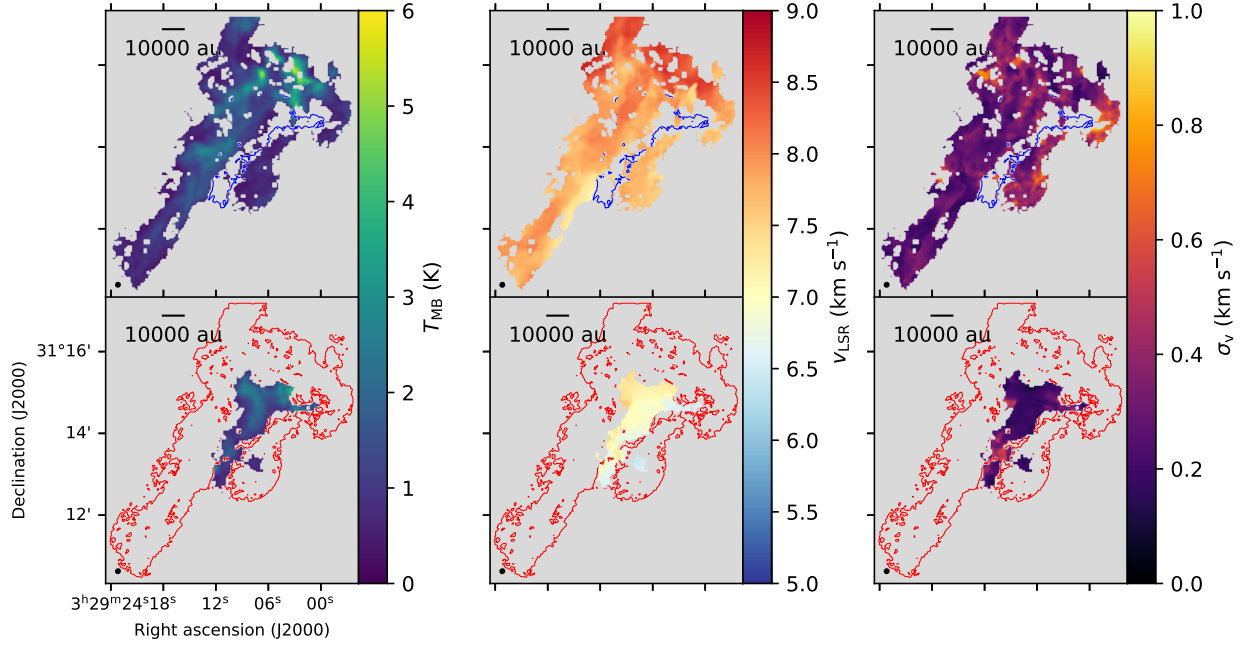 10000 au
6
5
4
3
2
1
0
T_MB (K)
10000 au
9.0
8.5
8.0
7.5
7.0
6.5
6.0
5.5
5.0
v_LSR (km s⁻¹)
10000 au
1.0
0.8
0.6
0.4
0.2
0.0
σ_v (km s⁻¹)
10000 au
10000 au
10000 au
31°16'
14'
12'
Declination (J2000)
3ʰ29ᵐ24ˢ18ˢ 12ˢ 06ˢ 00ˢ
Right ascension (J2000)